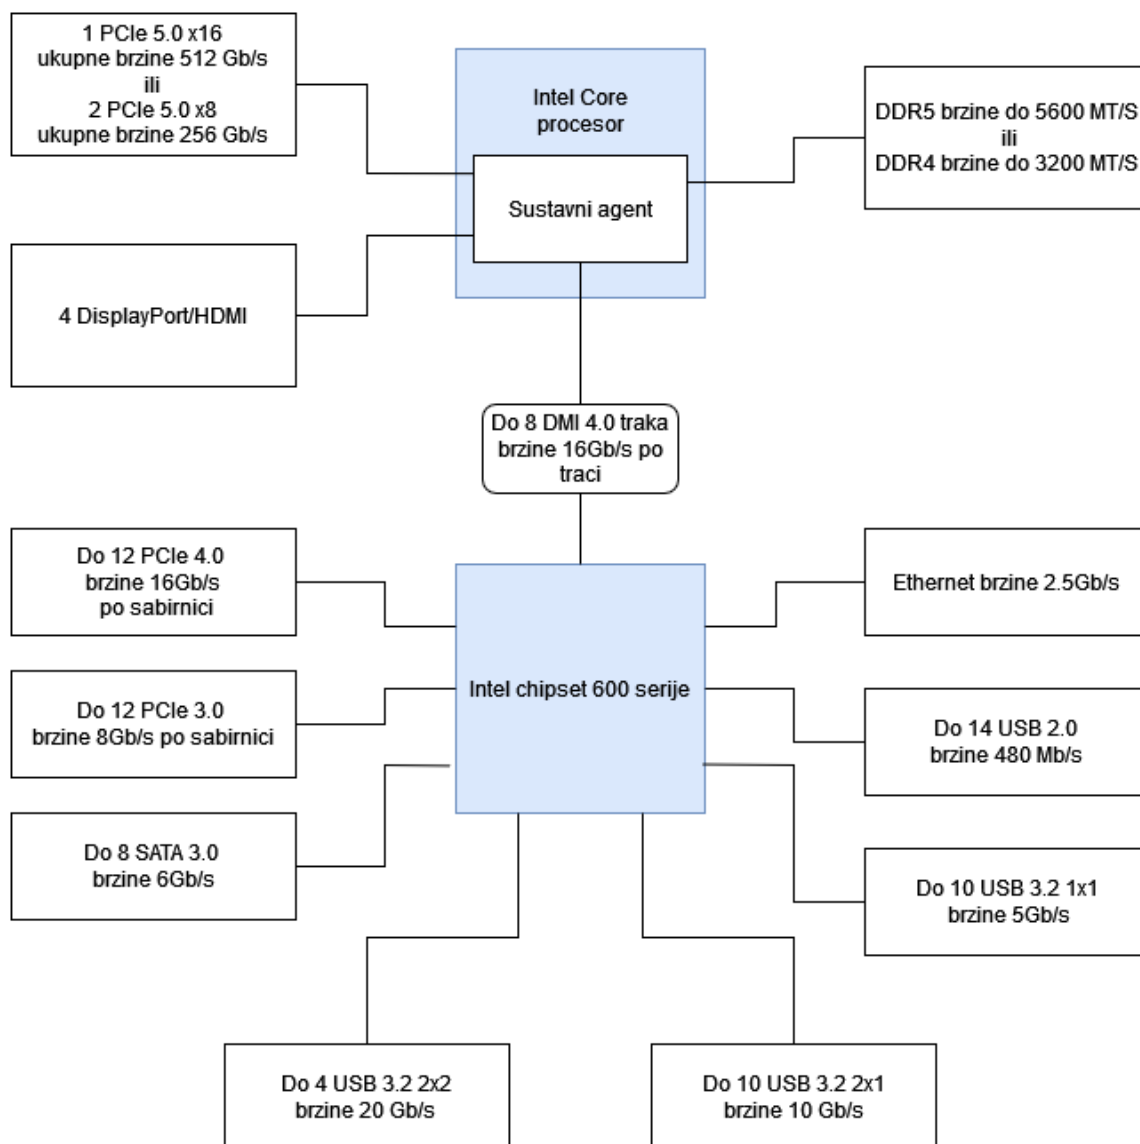 1 PCIe 5.0 x16
ukupne brzine 512 Gb/s
ili
2 PCIe 5.0 x8
ukupne brzine 256 Gb/s
Intel Core
procesor
Sustavni agent
DDR5 brzine do 5600 MT/S
ili
DDR4 brzine do 3200 MT/S
4 DisplayPort/HDMI
Do 8 DMI 4.0 traka
brzine 16Gb/s po
traci
Do 12 PCIe 4.0
brzine 16Gb/s
po sabirnici
Ethernet brzine 2.5Gb/s
Intel chipset 600 serije
Do 12 PCIe 3.0
brzine 8Gb/s po sabirnici
Do 14 USB 2.0
brzine 480 Mb/s
Do 8 SATA 3.0
brzine 6Gb/s
Do 10 USB 3.2 1x1
brzine 5Gb/s
Do 4 USB 3.2 2x2
brzine 20 Gb/s
Do 10 USB 3.2 2x1
brzine 10 Gb/s